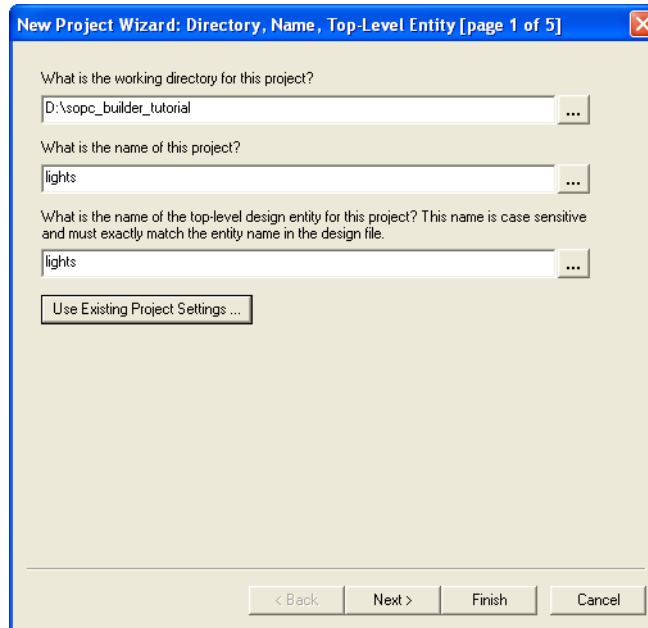 New Project Wizard: Directory, Name, Top-Level Entity [page 1 of 5]
What is the working directory for this project?
D:\sopc_builder_tutorial
...
What is the name of this project?
lights
...
What is the name of the top-level design entity for this project? This name is case sensitive
and must exactly match the entity name in the design file.
lights
...
Use Existing Project Settings ...
< Back Next > Finish Cancel